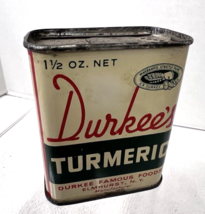 1½ OZ. NET
Durkee's
TURMERIC
DURKEE FAMOUS FOODS
ELMHURST, N. Y.